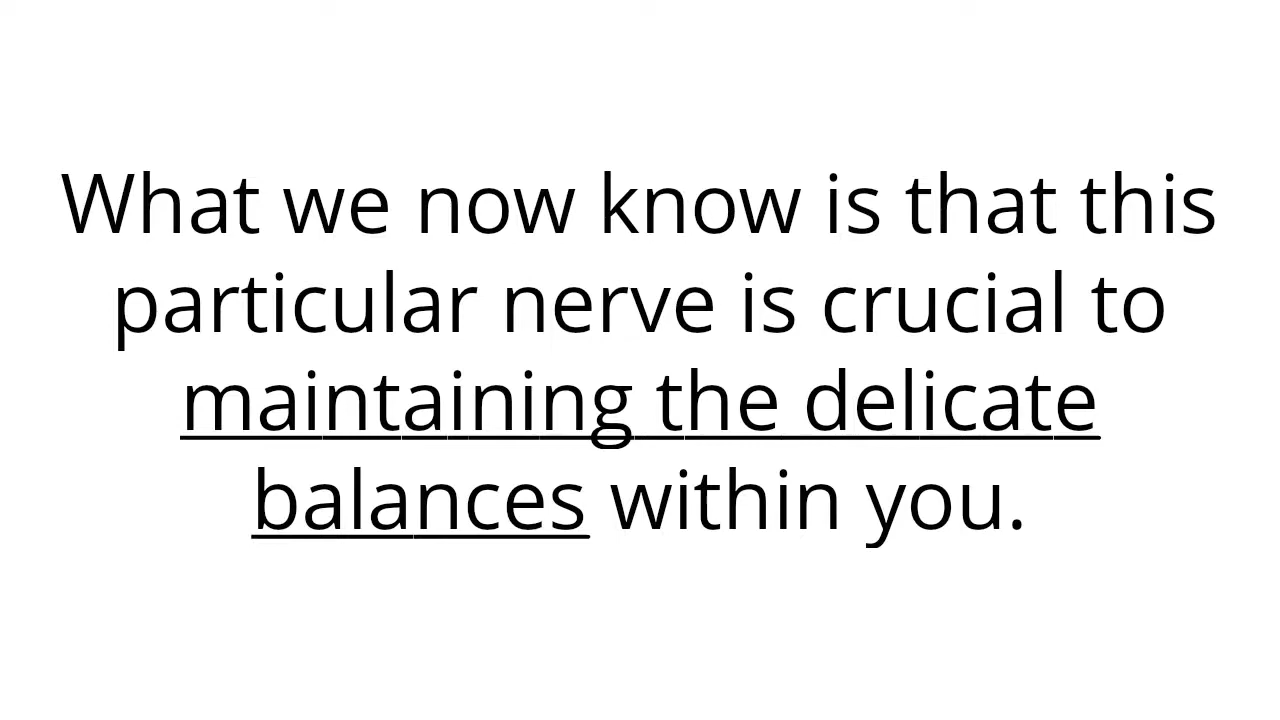 What we now know is that this
particular nerve is crucial to
maintaining the delicate
balances within you.